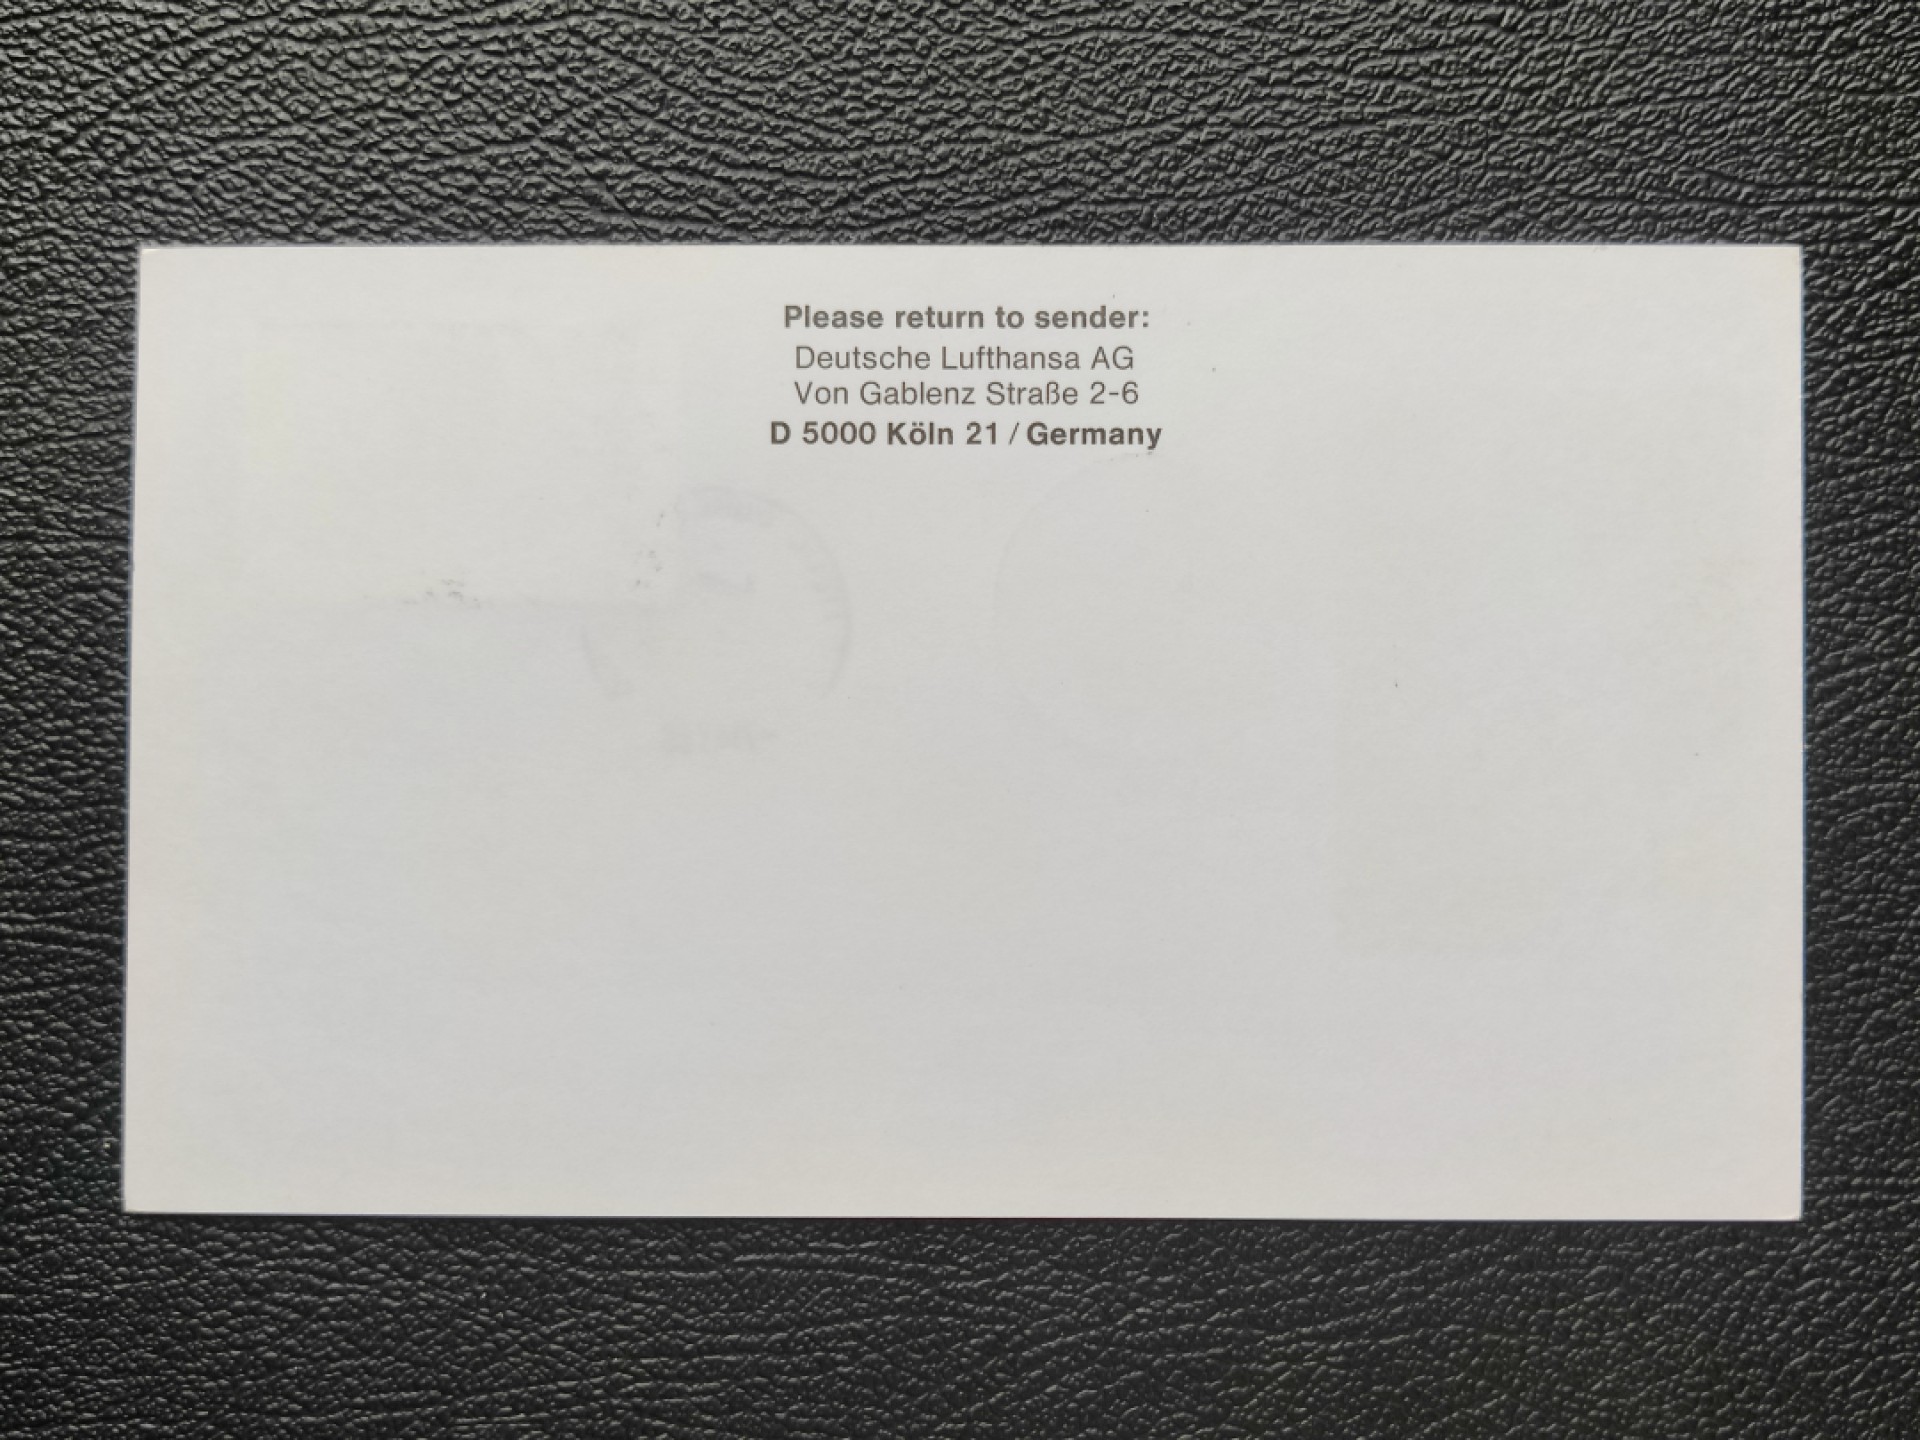 Please return to sender:
Deutsche Lufthansa AG
Von Gablenz Straße 2-6
D 5000 Köln 21 / Germany